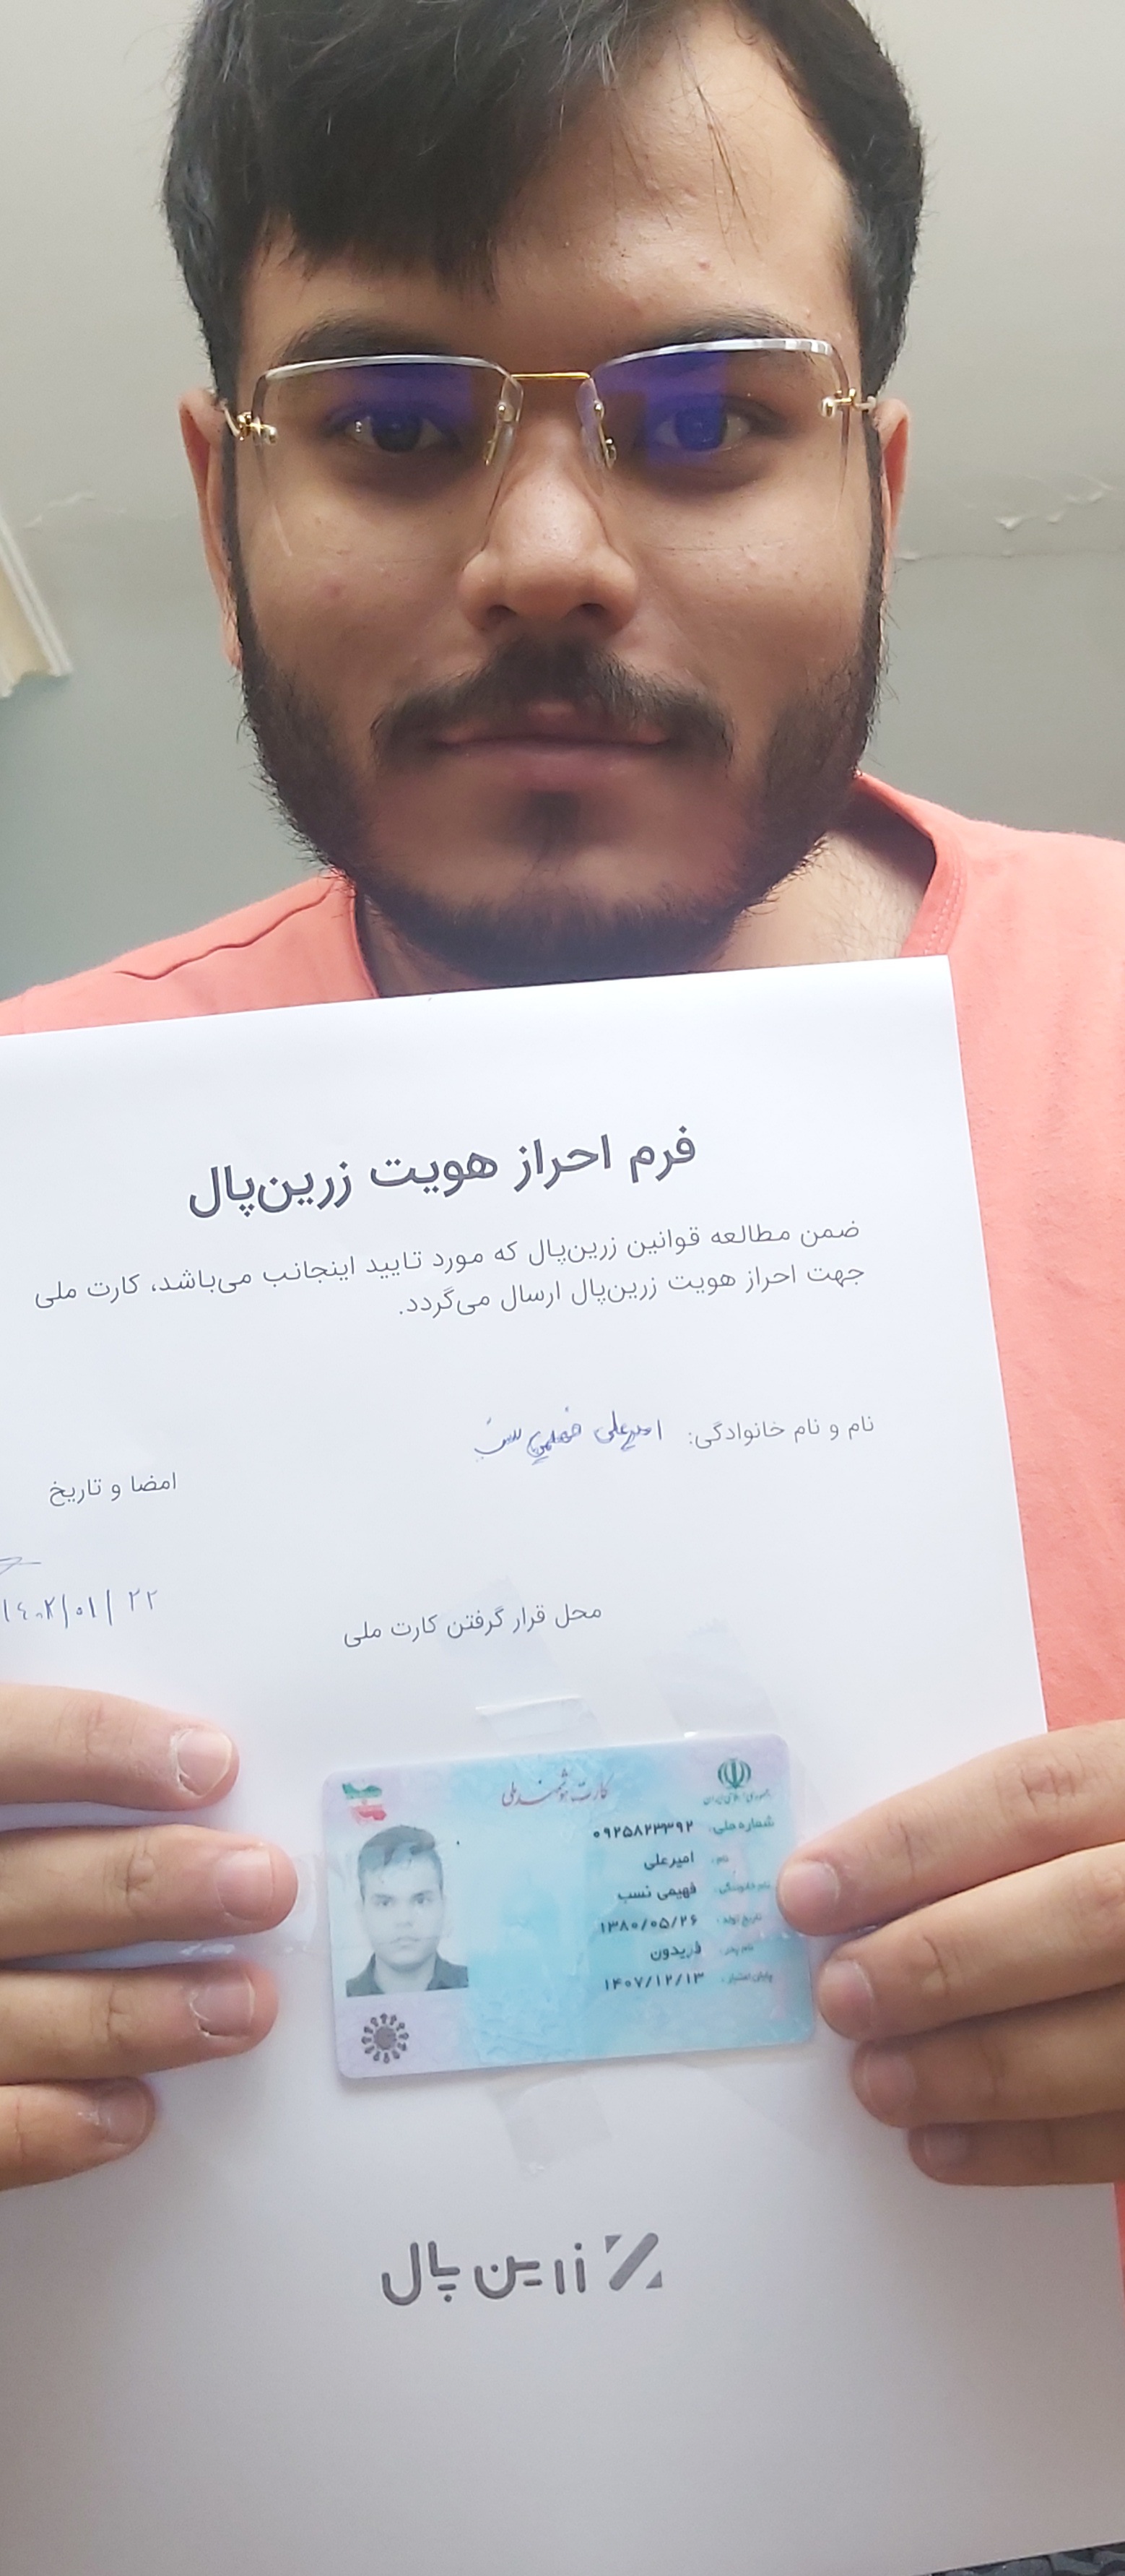 فرم احراز هویت زرین‌پال
ضمن مطالعه قوانین زرین‌پال که مورد تایید اینجانب می‌باشد، کارت ملی
جهت احراز هویت زرین‌پال ارسال می‌گردد.
نام و نام خانوادگی: امیرعلی فهیمی نسب
امضا و تاریخ
۱۴۰۲/۰۱/۲۲
محل قرار گرفتن کارت ملی
جمهوری اسلامی ایران
کارت هوشمند ملی
شماره ملی: ۰۹۲۵۸۲۳۳۹۲
نام: امیرعلی
نام خانوادگی: فهیمی نسب
تاریخ تولد: ۱۳۸۰/۰۵/۲۶
نام پدر: فریدون
پایان اعتبار: ۱۴۰۷/۱۲/۱۳
زرین پال